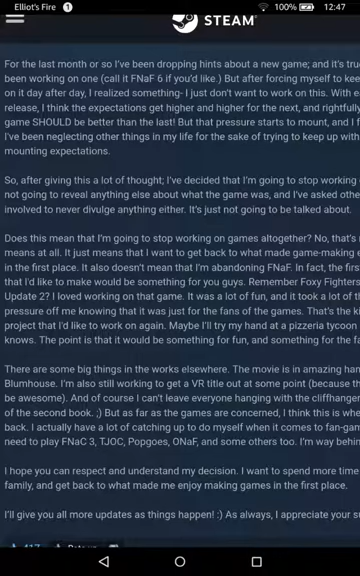 Elliot's Fire 1 100% 12:47
STEAM
For the last month or so I've been dropping hints about a new game; and it's true
been working on one (call it FNaF 6 if you'd like.) But after forcing myself to keep
on it day after day, I realized something- I just don't want to work on this. With ea
release, I think the expectations get higher and higher for the next, and rightfully
game SHOULD be better than the last! But that pressure starts to mount, and I f
I've been neglecting other things in my life for the sake of trying to keep up with
mounting expectations.
So, after giving this a lot of thought; I've decided that I'm going to stop working
not going to reveal anything else about what the game was, and I've asked othe
involved to never divulge anything either. It's just not going to be talked about.
Does this mean that I'm going to stop working on games altogether? No, that's
means at all. It just means that I want to get back to what made game-making
in the first place. It also doesn't mean that I'm abandoning FNaF. In fact, the firs
that I'd like to make would be something for you guys. Remember Foxy Fighters
Update 2? I loved working on that game. It was a lot of fun, and it took a lot of th
pressure off me knowing that it was just for the fans of the games. That's the ki
project that I'd like to work on again. Maybe I'll try my hand at a pizzeria tycoon
knows. The point is that it would be something for fun, and something for the fa
There are some big things in the works elsewhere. The movie is in amazing han
Blumhouse. I'm also still working to get a VR title out at some point (because th
be awesome). And of course I can't leave everyone hanging with the cliffhanger
of the second book. ;) But as far as the games are concerned, I think this is whe
back. I actually have a lot of catching up to do myself when it comes to fan-gam
need to play FNaC 3, TJOC, Popgoes, ONaF, and some others too. I'm way behin
I hope you can respect and understand my decision. I want to spend more time
family, and get back to what made me enjoy making games in the first place.
I'll give you all more updates as things happen! :) As always, I appreciate your su
417 Rate up